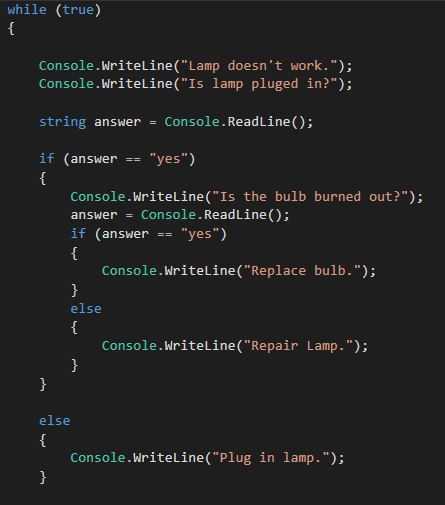 while (true)
{
Console.WriteLine("Lamp doesn't work.");
Console.WriteLine("Is lamp pluged in?");
string answer = Console.ReadLine();
if (answer == "yes")
{
Console.WriteLine("Is the bulb burned out?");
answer = Console.ReadLine();
if (answer == "yes")
{
Console.WriteLine("Replace bulb.");
}
else
{
Console.WriteLine("Repair Lamp.");
}
}
else
{
Console.WriteLine("Plug in lamp.");
}